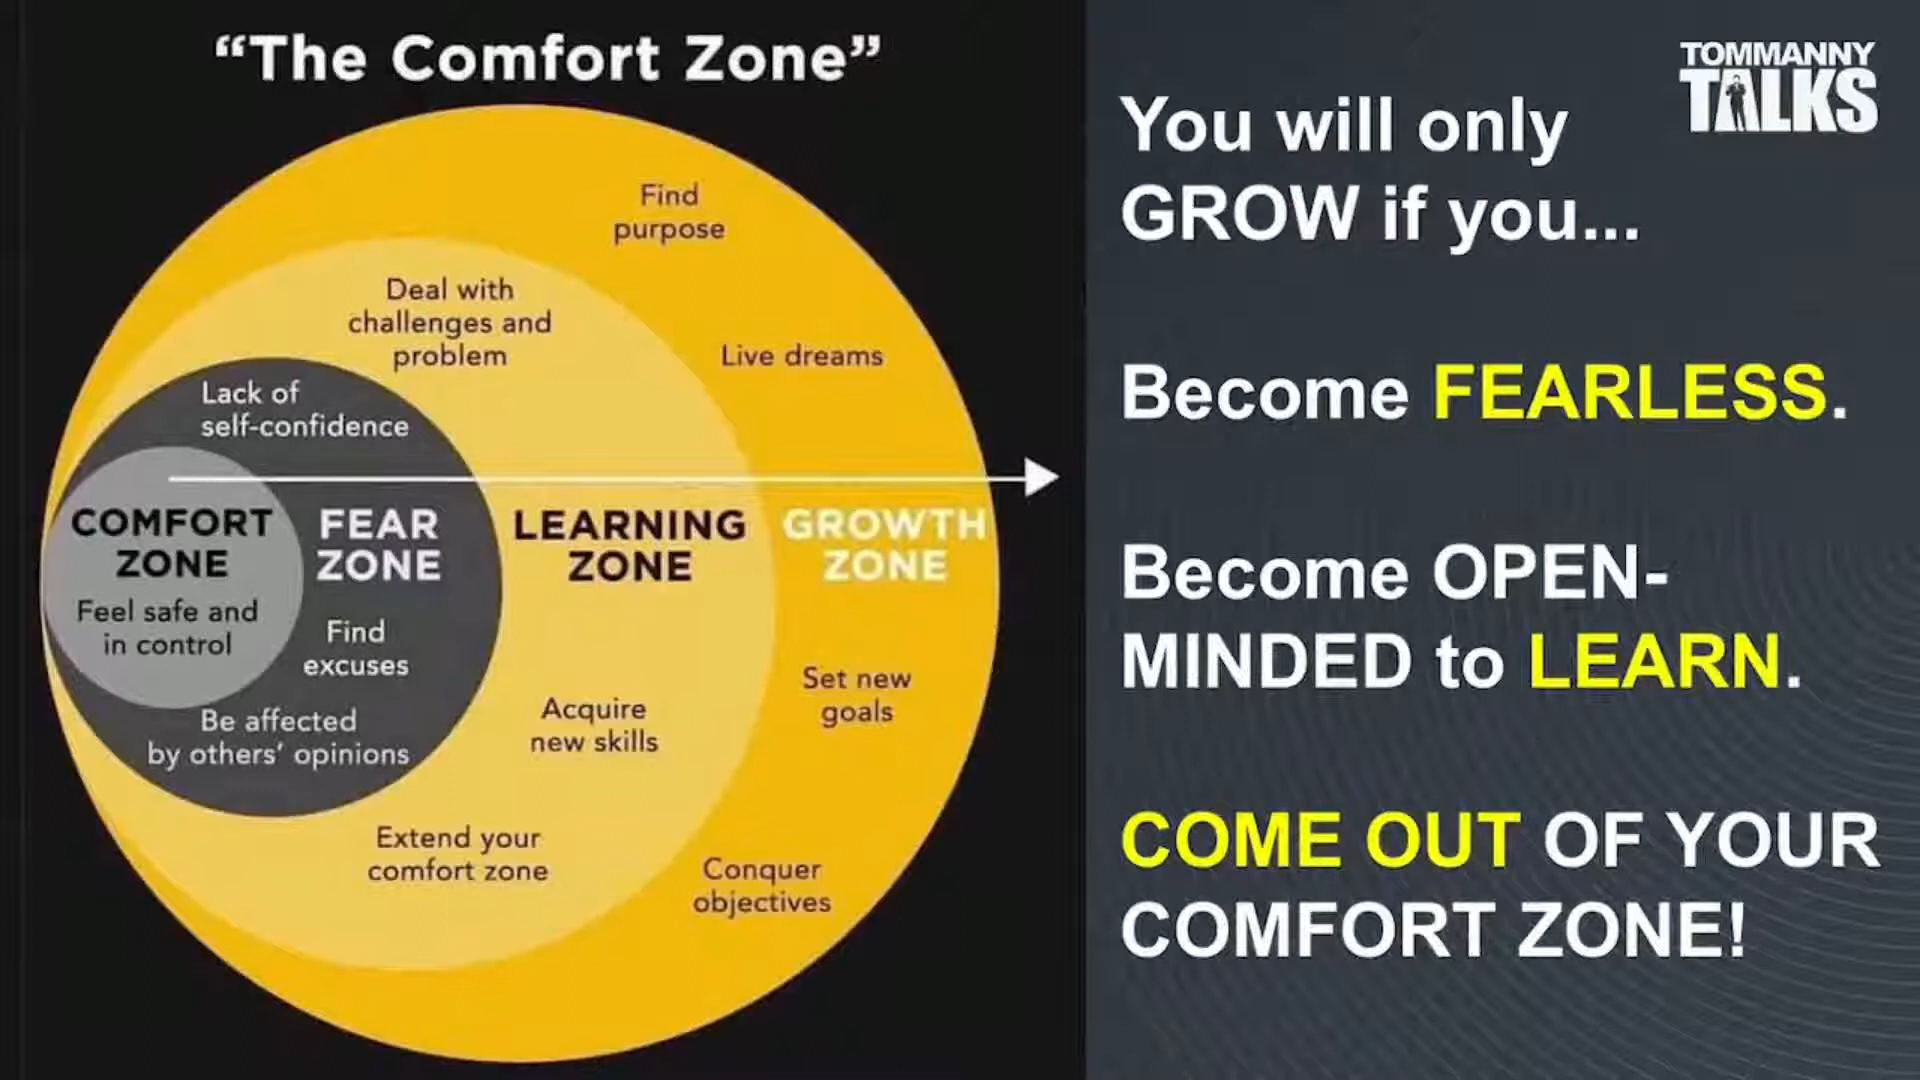 “The Comfort Zone”
Find
purpose
Deal with
challenges and
problem
Live dreams
Lack of
self-confidence
COMFORT
ZONE
Feel safe and
in control
FEAR
ZONE
Find
excuses
Be affected
by others’ opinions
LEARNING
ZONE
Acquire
new skills
Extend your
comfort zone
GROWTH
ZONE
Set new
goals
Conquer
objectives
TOMMANNY
TALKS
You will only
GROW if you...
Become FEARLESS.
Become OPEN-
MINDED to LEARN.
COME OUT OF YOUR
COMFORT ZONE!